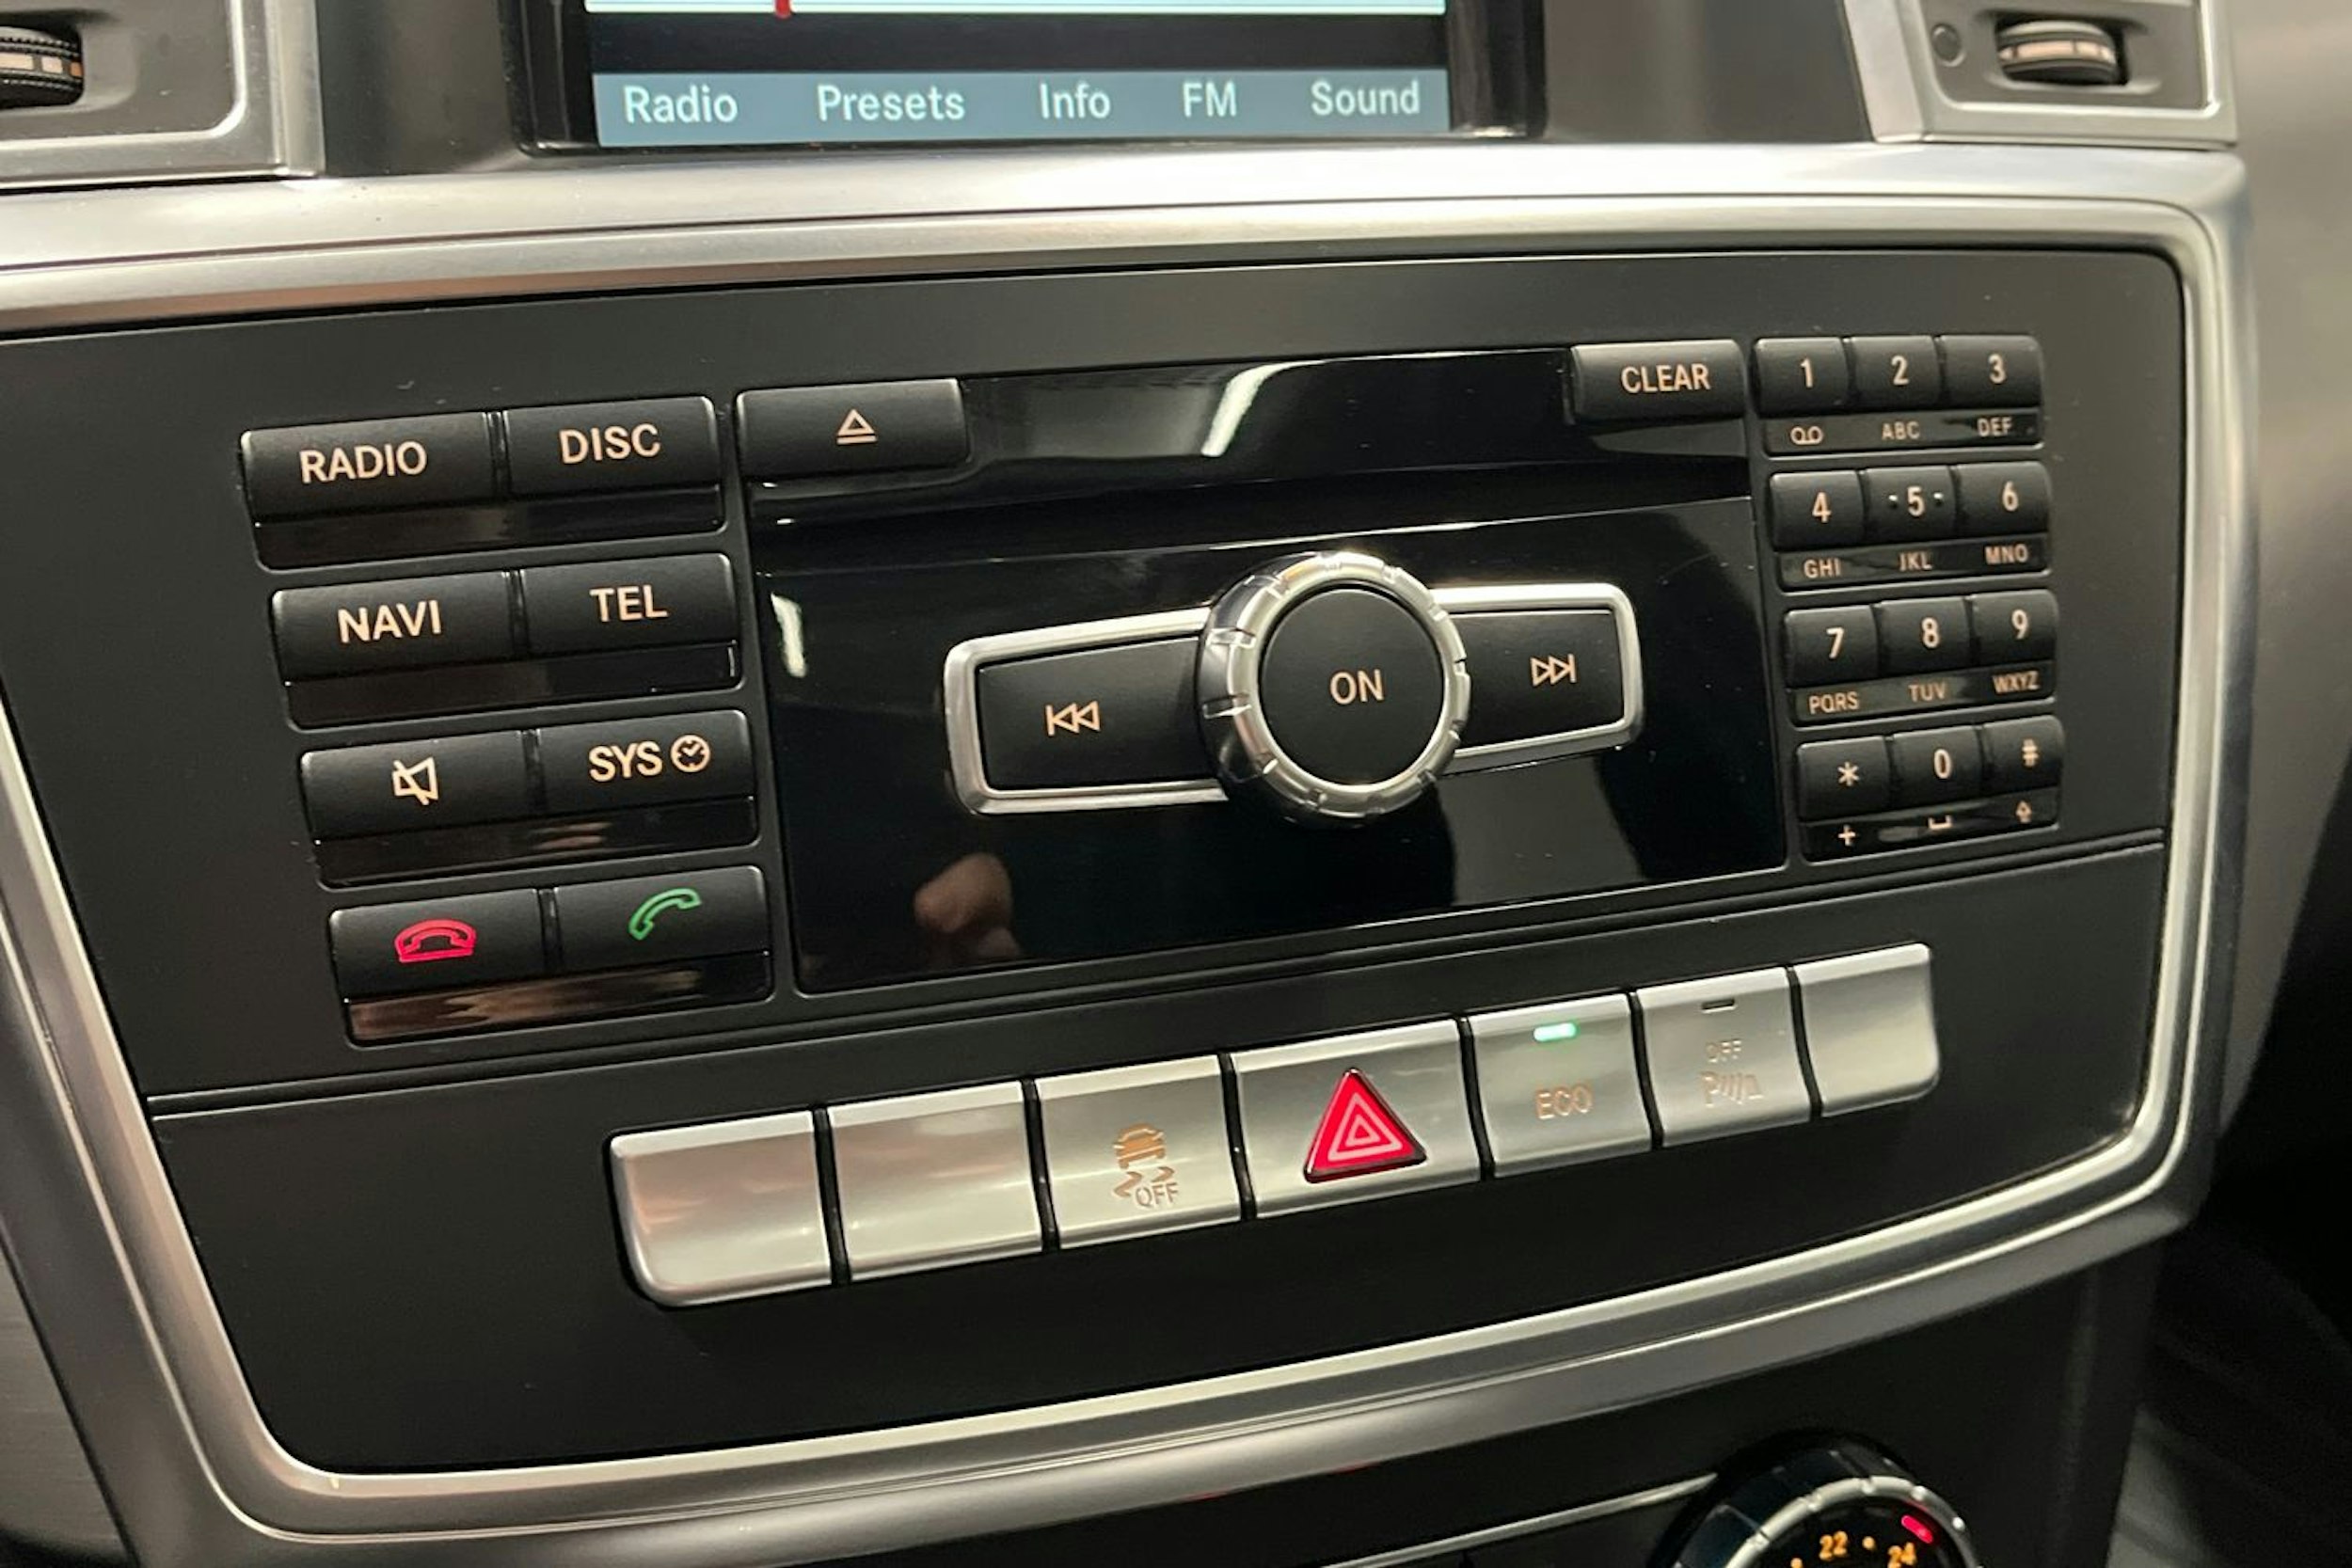 Radio Presets Info FM Sound
RADIO DISC
NAVI TEL
SYS
CLEAR
ON
1 2 3
ABC DEF
4 5 6
GHI JKL MNO
7 8 9
PQRS TUV WXYZ
* 0 #
+
OFF
ECO
OFF
P
22 24